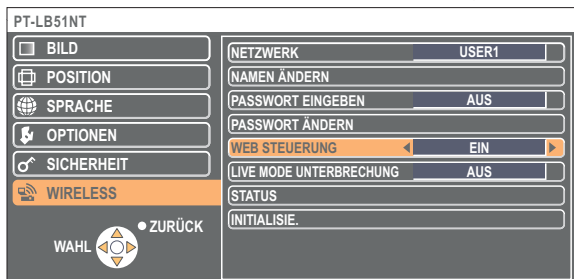 PT-LB51NT
BILD
POSITION
SPRACHE
OPTIONEN
SICHERHEIT
WIRELESS
ZURÜCK
WAHL
NETZWERK USER1
NAMEN ÄNDERN
PASSWORT EINGEBEN AUS
PASSWORT ÄNDERN
WEB STEUERUNG EIN
LIVE MODE UNTERBRECHUNG AUS
STATUS
INITIALISIE.